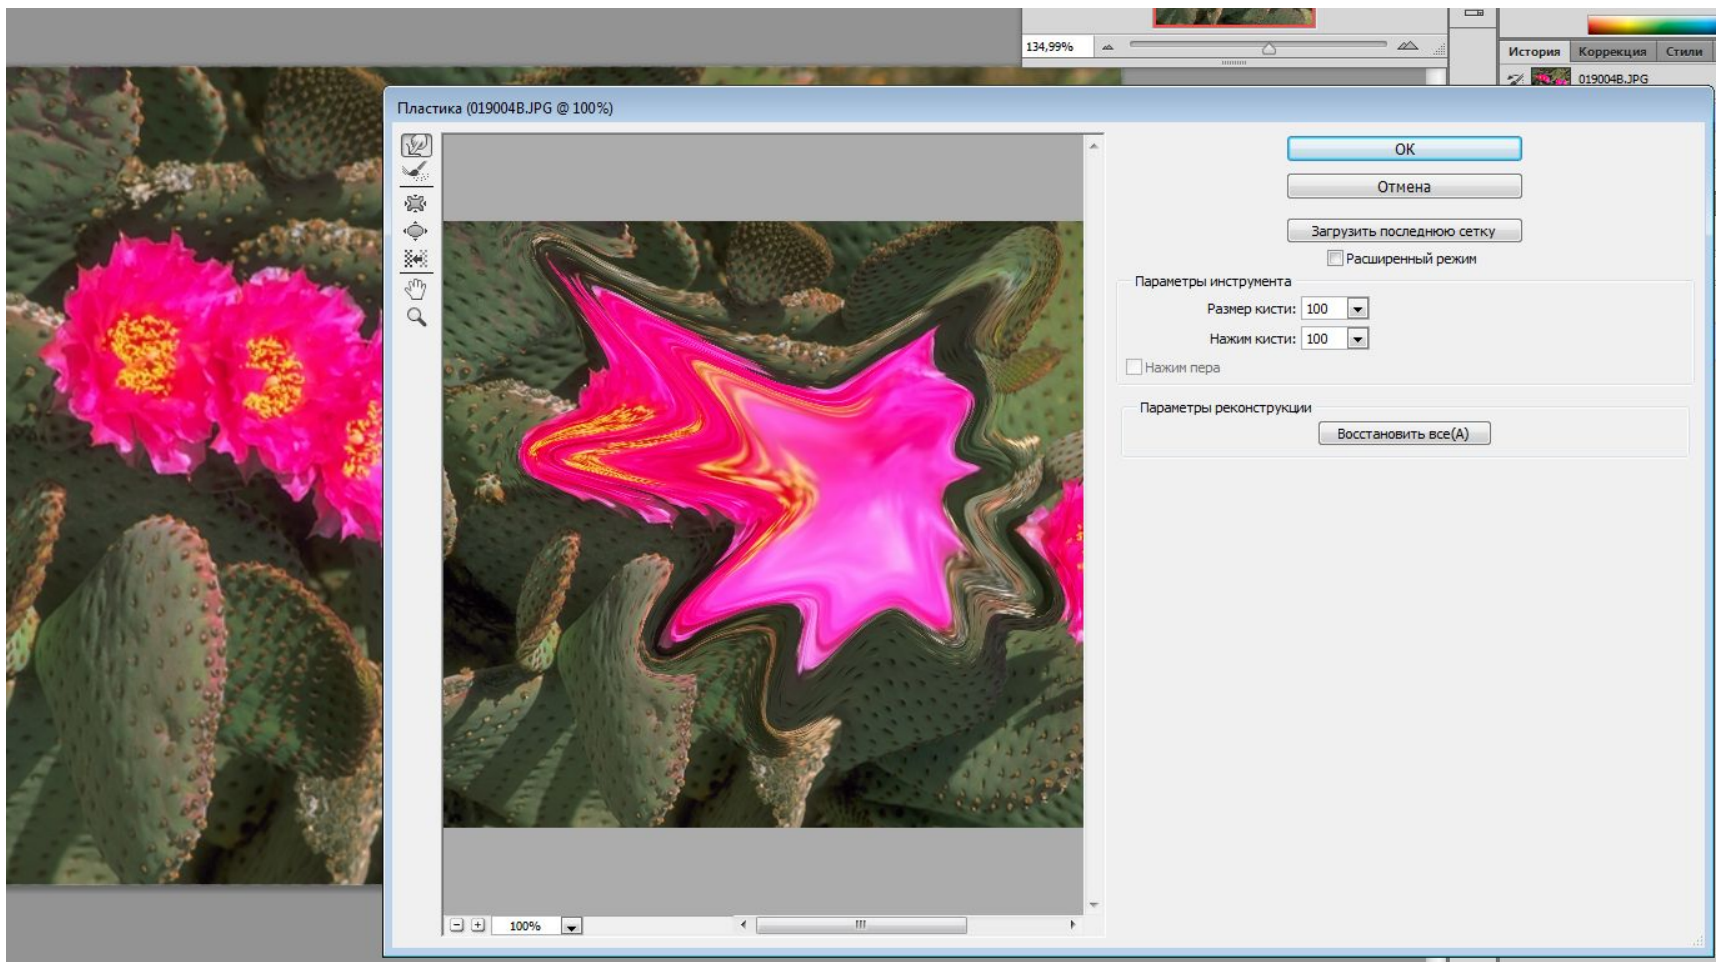 134,99%
История Коррекция Стили
019004B.JPG
Пластика (019004B.JPG @ 100%)
ОК
Отмена
Загрузить последнюю сетку
Расширенный режим
Параметры инструмента
Размер кисти: 100
Нажим кисти: 100
Нажим пера
Параметры реконструкции
Восстановить все(А)
100%